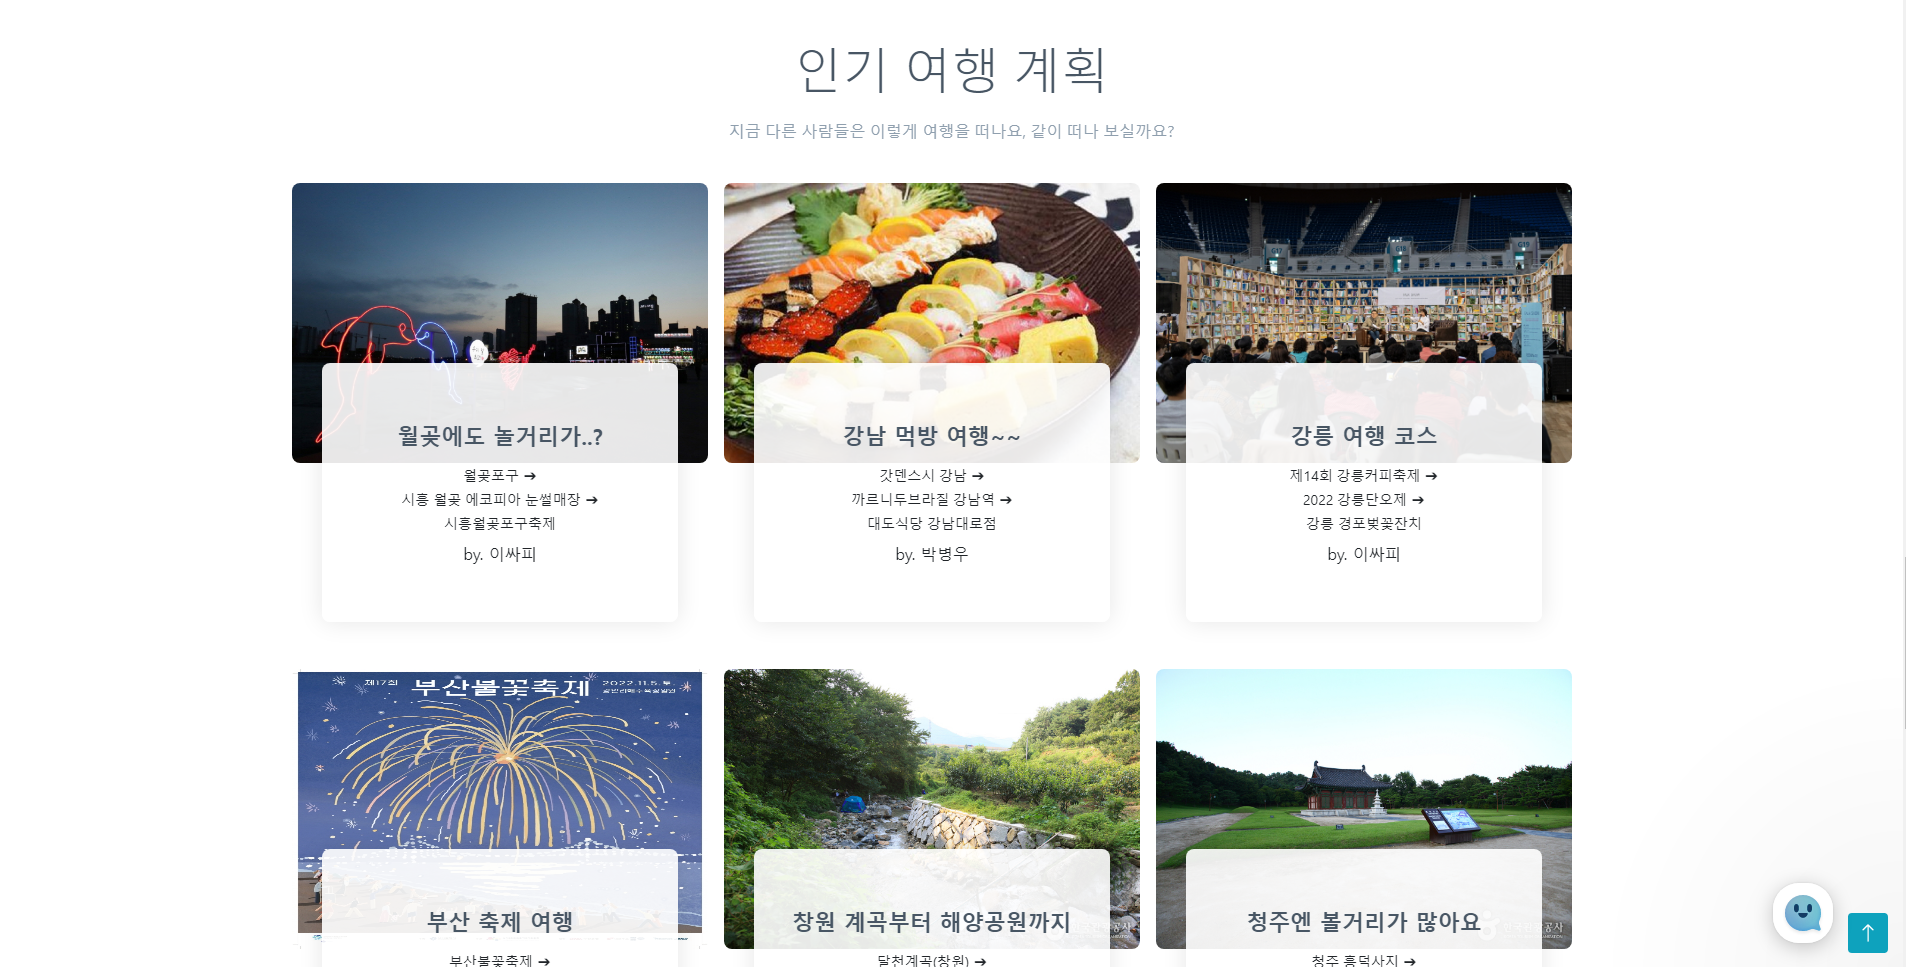 인기 여행 계획
지금 다른 사람들은 이렇게 여행을 떠나요, 같이 떠나 보실까요?
G17
G18
G19
월곶에도 놀거리가..?
월곶포구 ➔
시흥 월곶 에코피아 눈썰매장 ➔
시흥월곶포구축제
by. 이싸피
강남 먹방 여행~~
갓덴스시 강남 ➔
까르니두브라질 강남역 ➔
대도식당 강남대로점
by. 박병우
강릉 여행 코스
제14회 강릉커피축제 ➔
2022 강릉단오제 ➔
강릉 경포벚꽃잔치
by. 이싸피
제17회 부산불꽃축제 2022.11.5.토
부산 축제 여행
부산불꽃축제 ➔
창원 계곡부터 해양공원까지
달천계곡(창원) ➔
청주엔 볼거리가 많아요
청주 흥덕사지 ➔